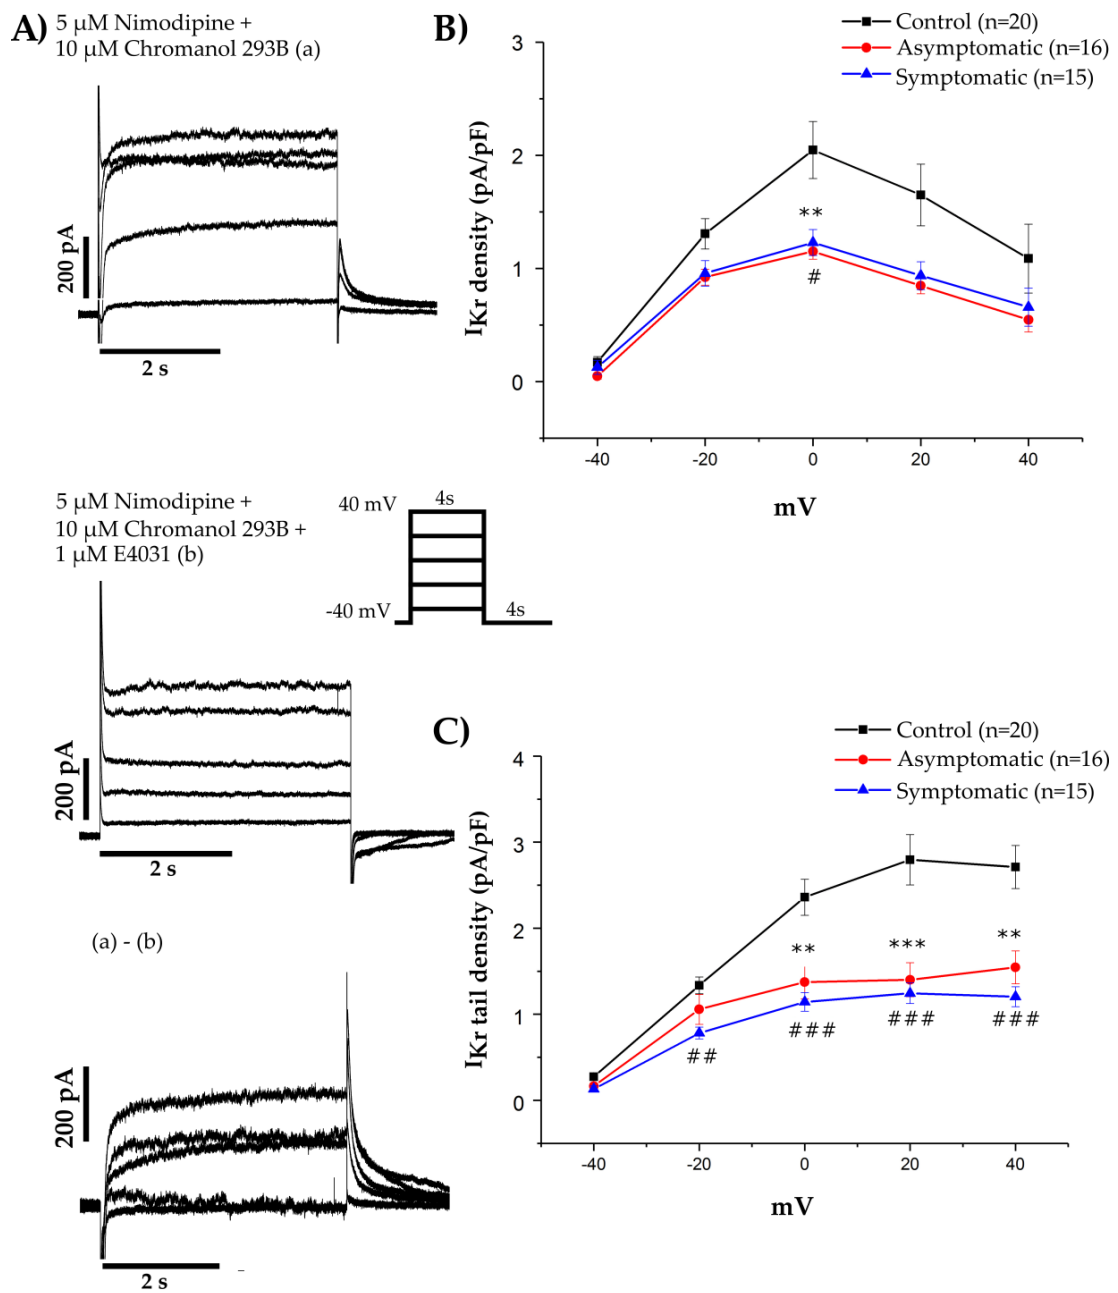 A)
5 µM Nimodipine +
10 µM Chromanol 293B (a)
200 pA
2 s
5 µM Nimodipine +
10 µM Chromanol 293B +
1 µM E4031 (b)
40 mV
4s
-40 mV
4s
200 pA
2 s
(a) - (b)
200 pA
2 s
B)
Control (n=20)
Asymptomatic (n=16)
Symptomatic (n=15)
IKr density (pA/pF)
3
2
1
0
**
#
-40 -20 0 20 40
mV
C)
Control (n=20)
Asymptomatic (n=16)
Symptomatic (n=15)
IKr tail density (pA/pF)
4
3
2
1
0
** *** **
## ### ### ###
-40 -20 0 20 40
mV